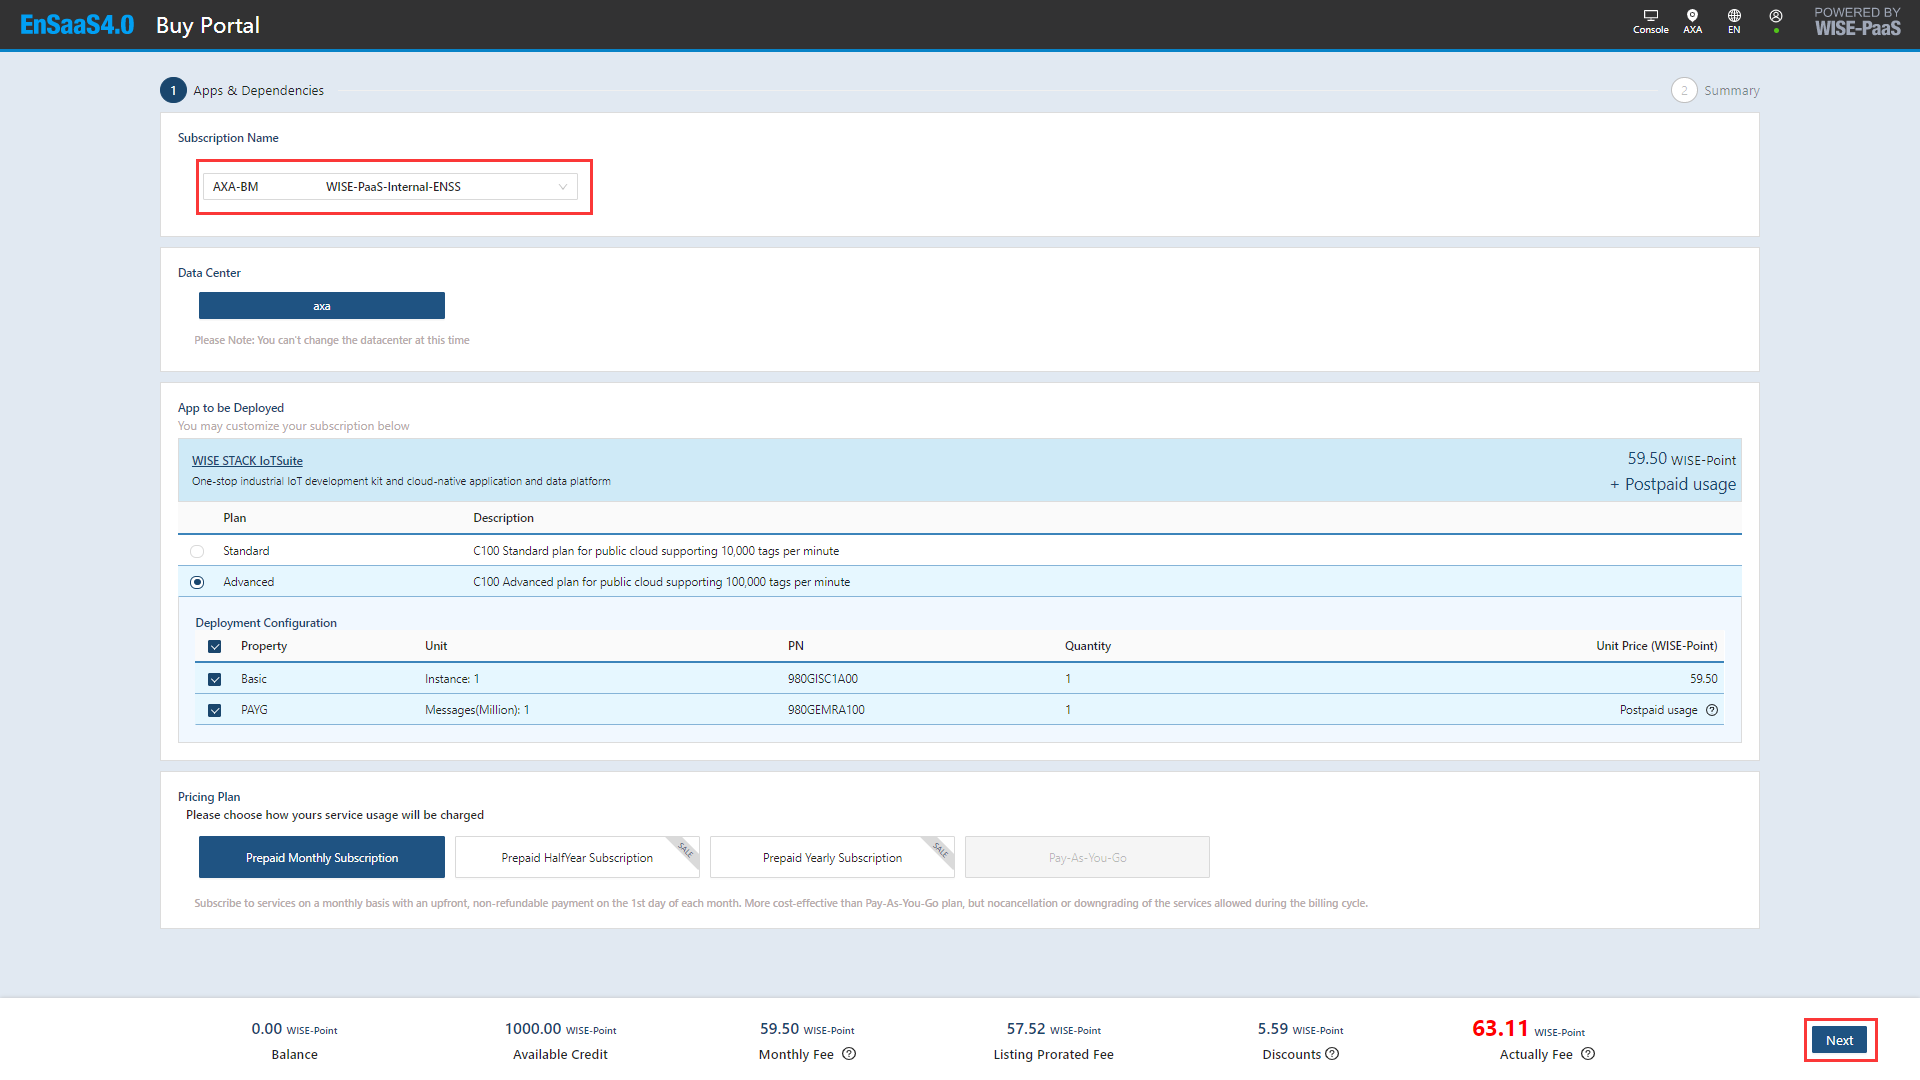 EnSaaS4.0 Buy Portal
Console AXA EN
POWERED BY
WISE-PaaS
1 Apps & Dependencies
2 Summary
Subscription Name
AXA-BM WISE-PaaS-Internal-ENSS
Data Center
axa
Please Note: You can't change the datacenter at this time
App to be Deployed
You may customize your subscription below
WISE STACK IoTSuite
One-stop industrial IoT development kit and cloud-native application and data platform
59.50 WISE-Point
+ Postpaid usage
Plan Description
Standard C100 Standard plan for public cloud supporting 10,000 tags per minute
Advanced C100 Advanced plan for public cloud supporting 100,000 tags per minute
Deployment Configuration
Property Unit PN Quantity Unit Price (WISE-Point)
Basic Instance: 1 980GISC1A00 1 59.50
PAYG Messages(Million): 1 980GEMRA100 1 Postpaid usage ?
Pricing Plan
Please choose how yours service usage will be charged
Prepaid Monthly Subscription
Prepaid HalfYear Subscription SALE
Prepaid Yearly Subscription SALE
Pay-As-You-Go
Subscribe to services on a monthly basis with an upfront, non-refundable payment on the 1st day of each month. More cost-effective than Pay-As-You-Go plan, but nocancellation or downgrading of the services allowed during the billing cycle.
0.00 WISE-Point
Balance
1000.00 WISE-Point
Available Credit
59.50 WISE-Point
Monthly Fee ?
57.52 WISE-Point
Listing Prorated Fee
5.59 WISE-Point
Discounts ?
63.11 WISE-Point
Actually Fee ?
Next